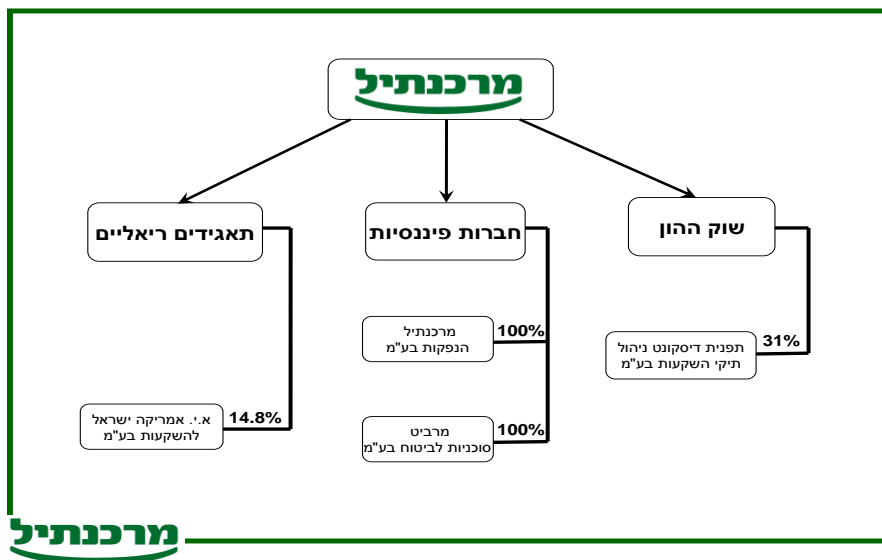 מרכנתיל
שוק ההון
חברות פיננסיות
תאגידים ריאליים
31%
תפנית דיסקונט ניהול
תיקי השקעות בע"מ
100%
מרכנתיל
הנפקות בע"מ
100%
מרביט
סוכניות לביטוח בע"מ
14.8%
א.י. אמריקה ישראל
להשקעות בע"מ
מרכנתיל